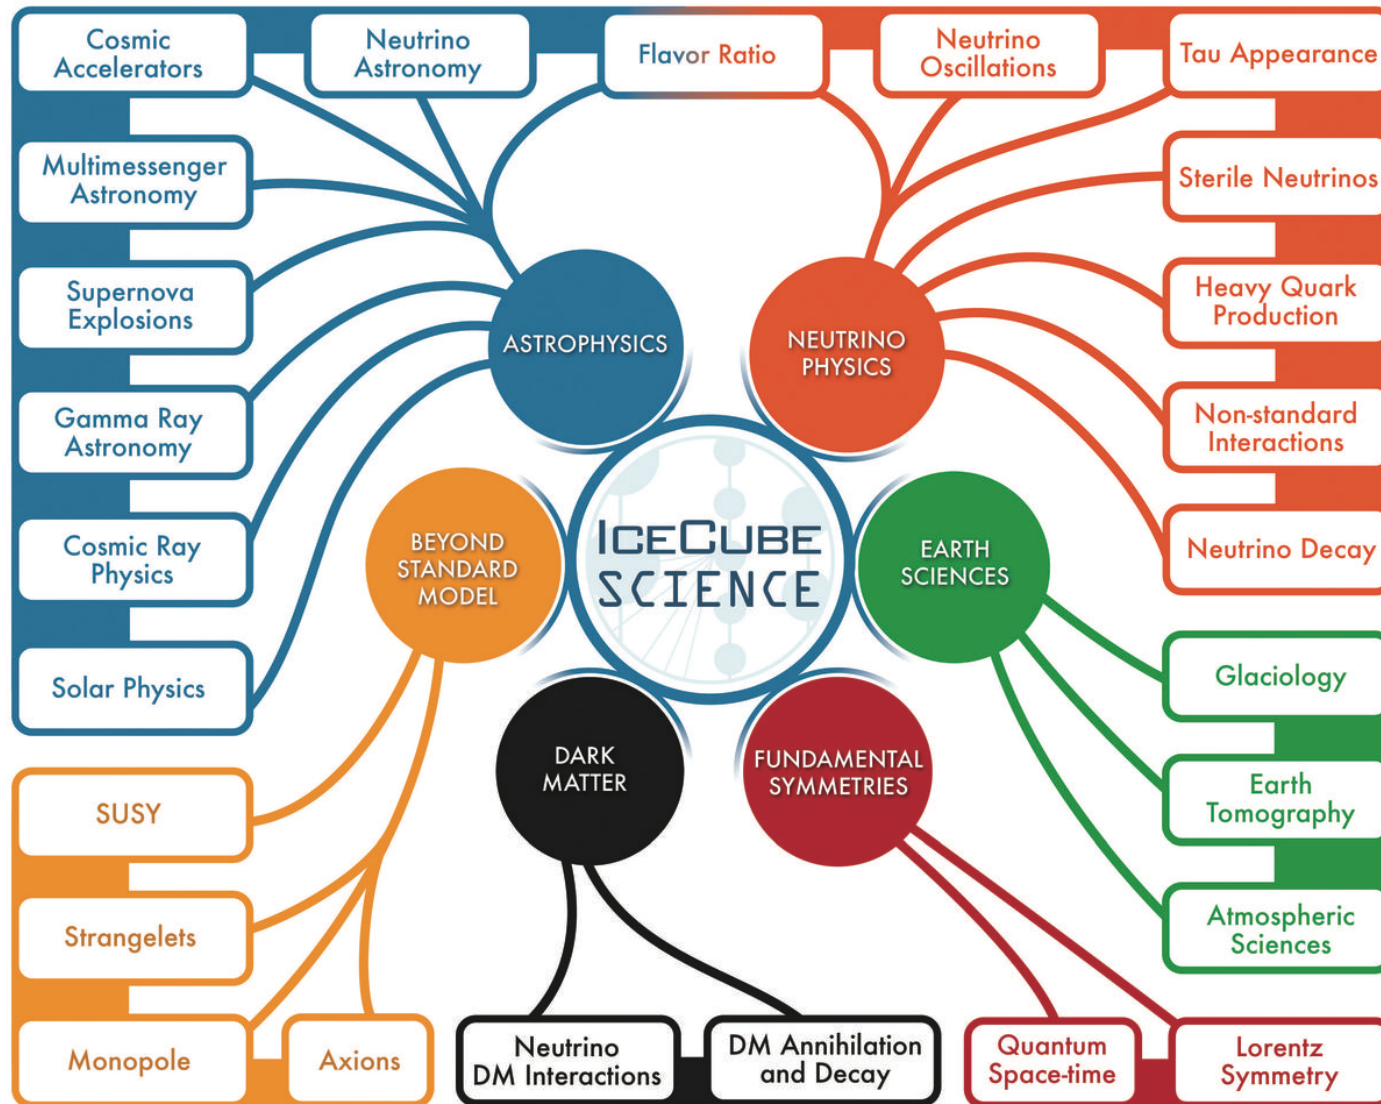 Cosmic
Accelerators
Neutrino
Astronomy
Flavor Ratio
Neutrino
Oscillations
Tau Appearance
Multimessenger
Astronomy
Sterile Neutrinos
Supernova
Explosions
Heavy Quark
Production
ASTROPHYSICS
NEUTRINO
PHYSICS
Gamma Ray
Astronomy
Non-standard
Interactions
Cosmic Ray
Physics
BEYOND
STANDARD
MODEL
ICECUBE
SCIENCE
EARTH
SCIENCES
Neutrino Decay
Solar Physics
Glaciology
DARK
MATTER
FUNDAMENTAL
SYMMETRIES
SUSY
Earth
Tomography
Strangelets
Atmospheric
Sciences
Monopole
Axions
Neutrino
DM Interactions
DM Annihilation
and Decay
Quantum
Space-time
Lorentz
Symmetry